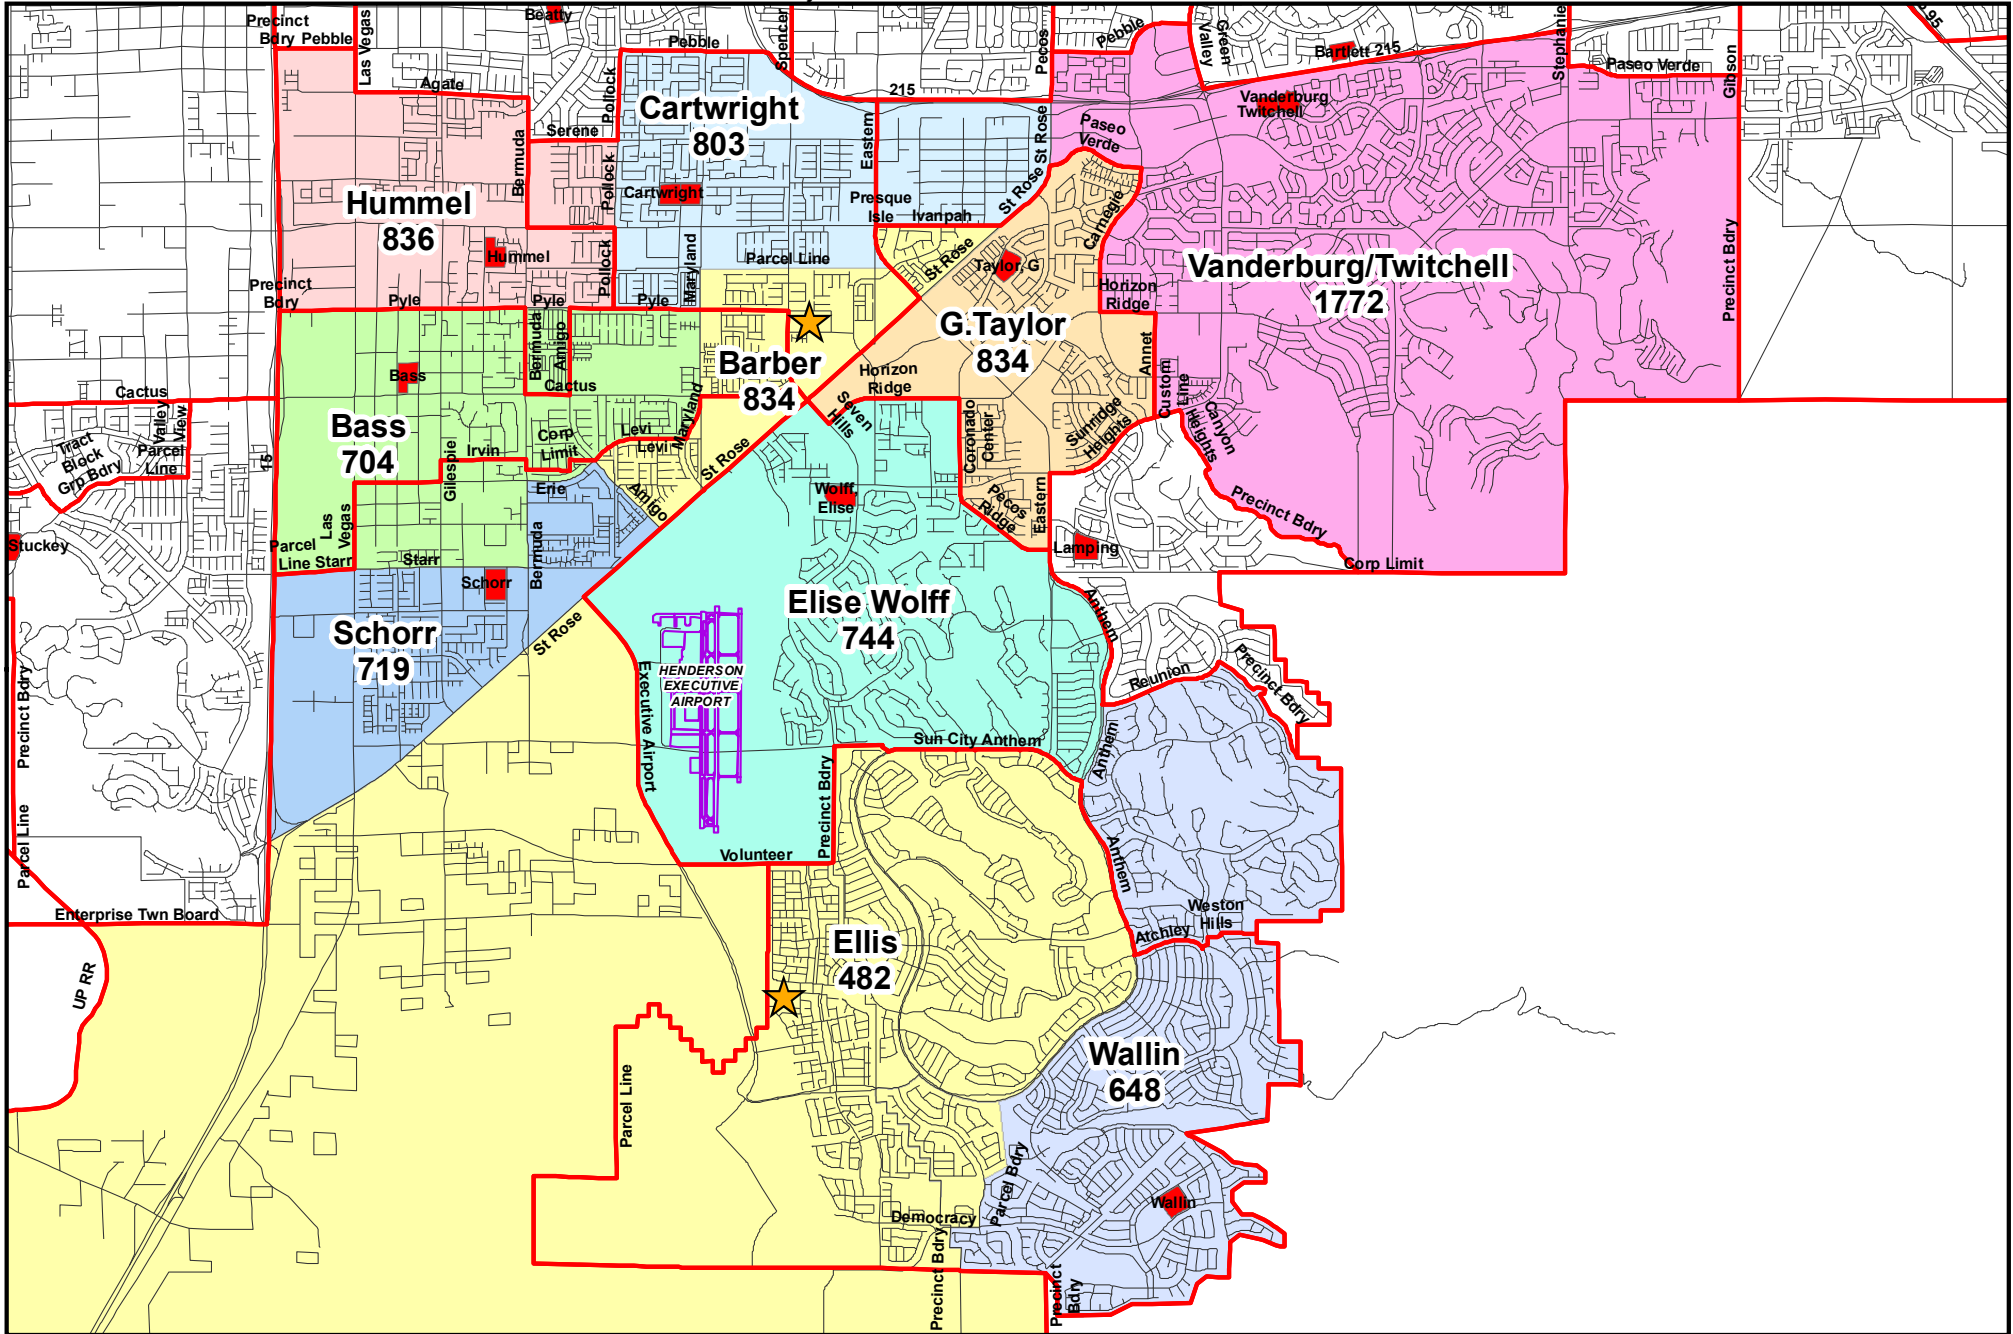 Beatty
Precinct
Bdry Pebble
Las Vegas
Pebble
Spencer
Pecos
Pebble
Green
Valley
Bartlett 215
Stephanie
Paseo Verde
Gibson
95
Agate
Pollock
215
Vanderburg
Twitchell
Cartwright
803
Serene
Bermuda
Pollock
Eastern
St Rose
Paseo
Verde
Cartwright
Presque
Isle
Ivanpah
St Rose
Carnegie
Hummel
836
Hummel
Pollock
Maryland
Parcel Line
St Rose
Taylor, G
Vanderburg/Twitchell
1772
Precinct Bdry
Precinct
Bdry
Pyle
Pyle
Pyle
Horizon
Ridge
G.Taylor
834
Bermuda
Amigo
Annet
Barber
834
Bass
Cactus
Cactus
Horizon
Ridge
Custom
Line
Valley
View
Parcel
Line
Tract
Block
Grp Bdry
15
Bass
704
Gilespie
Irvin
Corp
Limit
Levi
Levi
Maryland
St Rose
Seven
Hills
Coronado
Center
Sunridge
Heights
Canyon
Heights
Las
Vegas
Erie
Amigo
Wolff,
Elise
Pecos
Ridge
Eastern
Precinct Bdry
Stuckey
Parcel
Line Starr
Starr
Bermuda
Lamping
Corp Limit
Schorr
Schorr
719
St Rose
Elise Wolff
744
Anthem
Precinct Bdry
Executive Airport
HENDERSON
EXECUTIVE
AIRPORT
Reunion
Precinct Bdry
Sun City Anthem
Anthem
Parcel Line
Precinct Bdry
Volunteer
Anthem
Enterprise Twn Board
Weston
Hills
Atchley
UP RR
Ellis
482
Wallin
648
Parcel Line
Parcel Bdry
Wallin
Democracy
Precinct Bdry
Precinct
Bdry